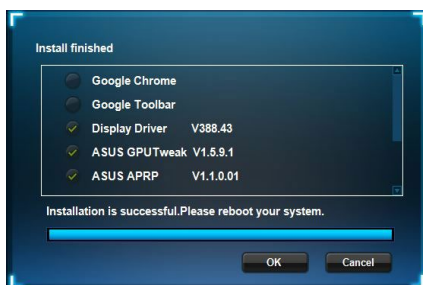 Install finished
Google Chrome
Google Toolbar
Display Driver V388.43
ASUS GPUTweak V1.5.9.1
ASUS APRP V1.1.0.01
Installation is successful.Please reboot your system.
OK Cancel